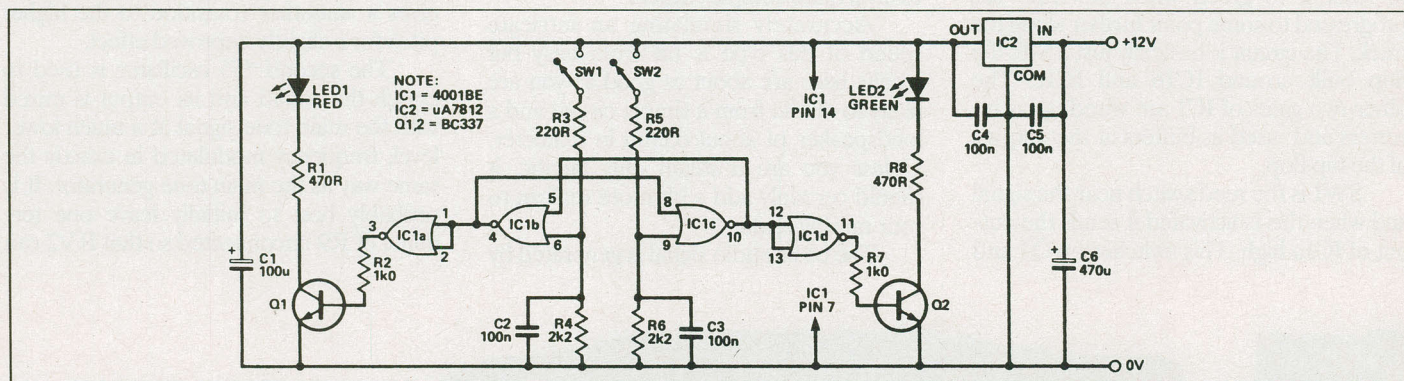 OUT
IC2
IN
+12V
COM
LED1
RED
NOTE:
IC1 = 4001BE
IC2 = uA7812
Q1,2 = BC337
SW1
SW2
R3
220R
R5
220R
IC1
PIN 14
LED2
GREEN
C4
100n
C5
100n
R1
470R
R8
470R
3
IC1a
1
2
4
IC1b
5
6
8
9
IC1c
10
12
13
IC1d
11
+
C1
100u
R2
1k0
Q1
C2
100n
R4
2k2
R6
2k2
C3
100n
IC1
PIN 7
R7
1k0
Q2
+
C6
470u
0V